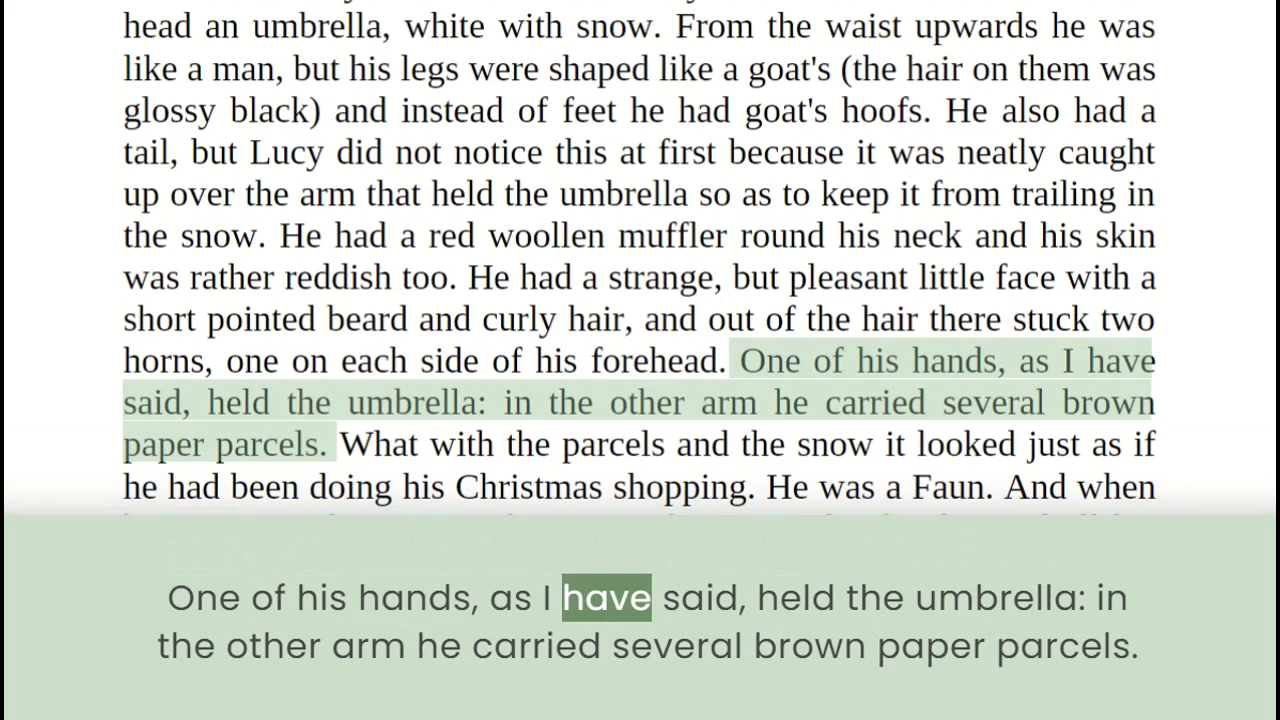 head an umbrella, white with snow. From the waist upwards he was
like a man, but his legs were shaped like a goat's (the hair on them was
glossy black) and instead of feet he had goat's hoofs. He also had a
tail, but Lucy did not notice this at first because it was neatly caught
up over the arm that held the umbrella so as to keep it from trailing in
the snow. He had a red woollen muffler round his neck and his skin
was rather reddish too. He had a strange, but pleasant little face with a
short pointed beard and curly hair, and out of the hair there stuck two
horns, one on each side of his forehead. One of his hands, as I have
said, held the umbrella: in the other arm he carried several brown
paper parcels. What with the parcels and the snow it looked just as if
he had been doing his Christmas shopping. He was a Faun. And when
One of his hands, as I have said, held the umbrella: in
the other arm he carried several brown paper parcels.